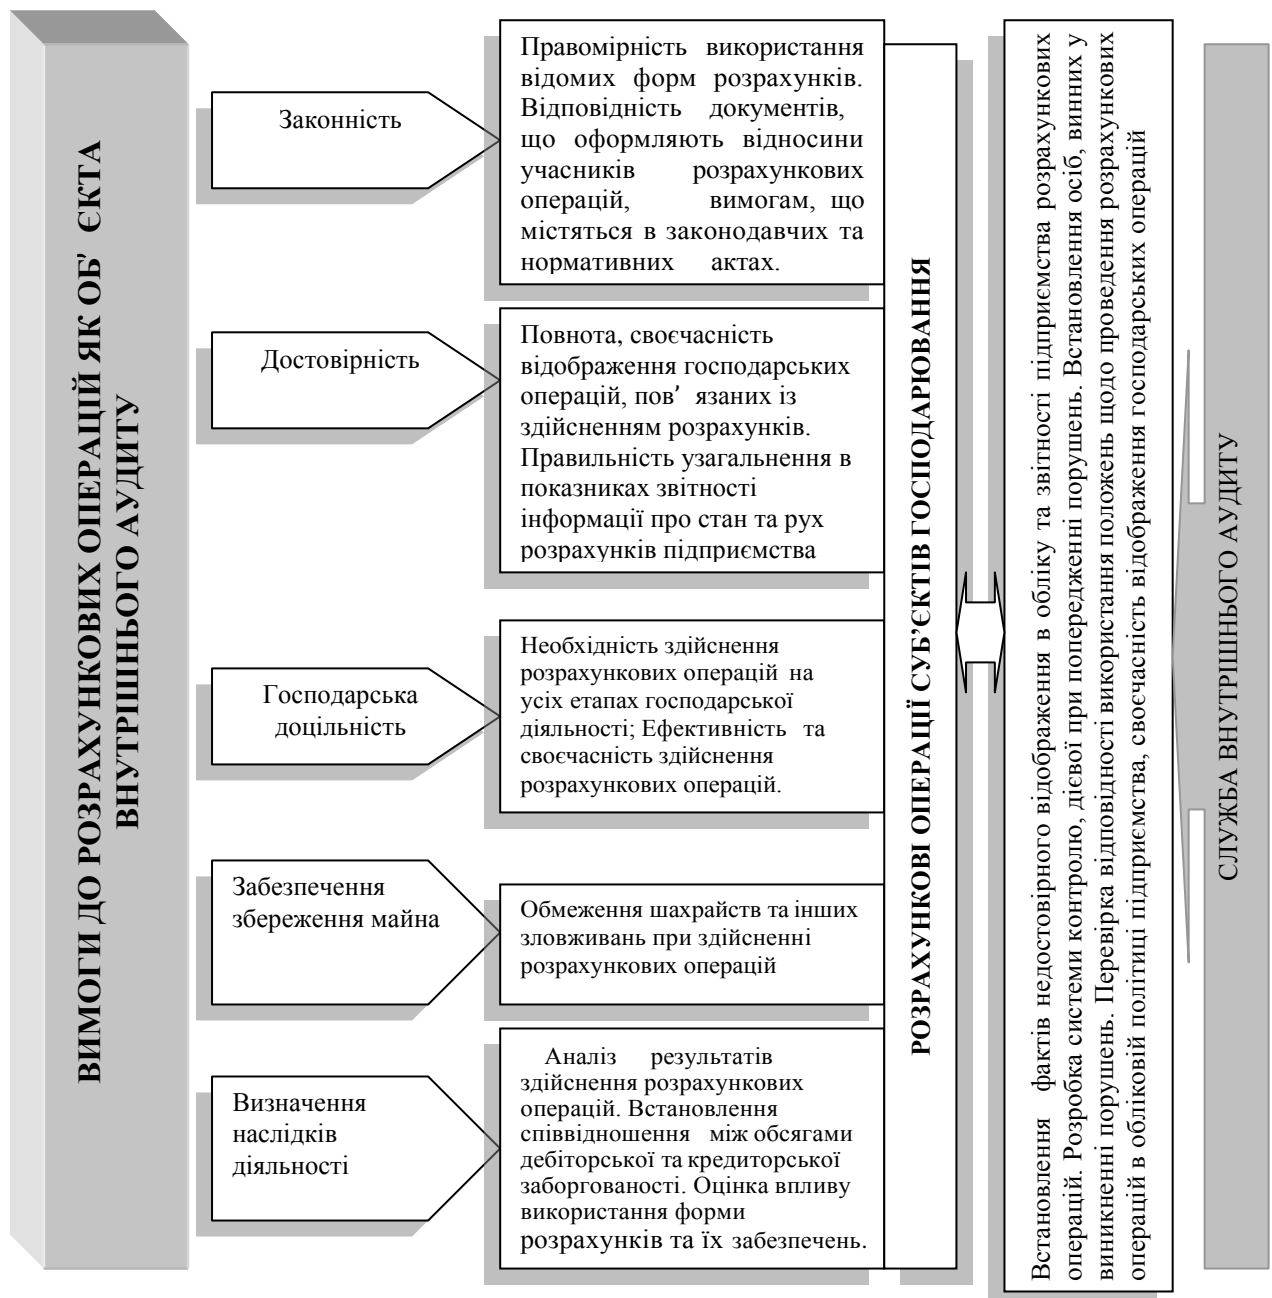 ВИМОГИ ДО РОЗРАХУНКОВИХ ОПЕРАЦІЙ ЯК ОБ’ ЄКТА
ВНУТРІШНЬОГО АУДИТУ
Законність
Правомірність використання
відомих форм розрахунків.
Відповідність документів,
що оформляють відносини
учасників розрахункових
операцій, вимогам, що
містяться в законодавчих та
нормативних актах.
Достовірність
Повнота, своєчасність
відображення господарських
операцій, пов’ язаних із
здійсненням розрахунків.
Правильність узагальнення в
показниках звітності
інформації про стан та рух
розрахунків підприємства
Господарська
доцільність
Необхідність здійснення
розрахункових операцій на
усіх етапах господарської
діяльності; Ефективність та
своєчасність здійснення
розрахункових операцій.
Забезпечення
збереження майна
Обмеження шахрайств та інших
зловживань при здійсненні
розрахункових операцій
Визначення
наслідків
діяльності
Аналіз результатів
здійснення розрахункових
операцій. Встановлення
співвідношення між обсягами
дебіторської та кредиторської
заборгованості. Оцінка впливу
використання форми
розрахунків та їх забезпечень.
РОЗРАХУНКОВІ ОПЕРАЦІЇ СУБ’ЄКТІВ ГОСПОДАРЮВАННЯ
Встановлення фактів недостовірного відображення в обліку та звітності підприємства розрахункових
операцій. Розробка системи контролю, дієвої при попередженні порушень. Встановлення осіб, винних у
виникненні порушень. Перевірка відповідності використання положень щодо проведення розрахункових
операцій в обліковій політиці підприємства, своєчасність відображення господарських операцій
СЛУЖБА ВНУТРІШНЬОГО АУДИТУ